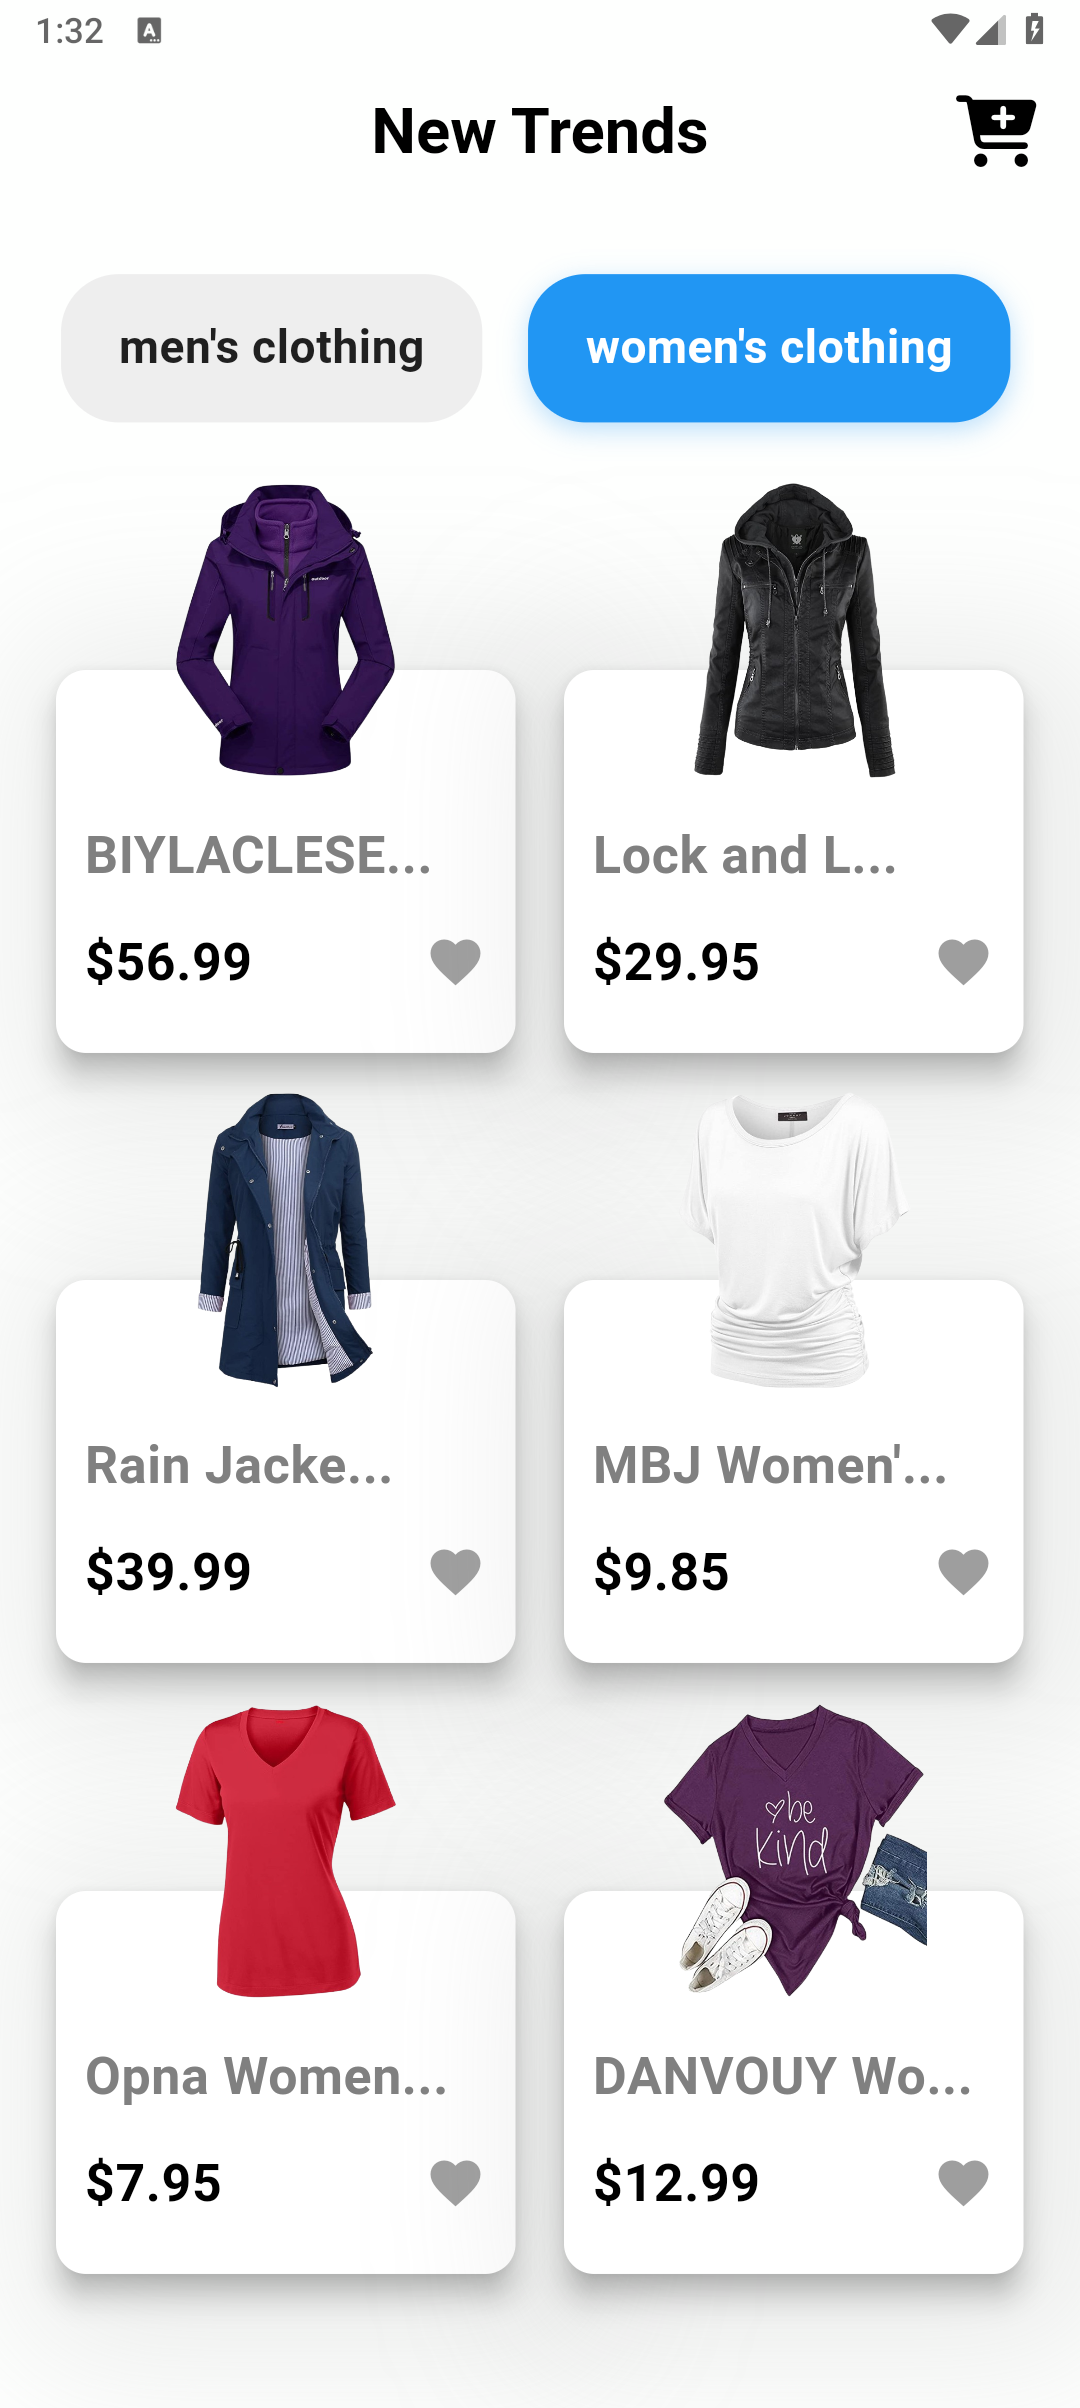 1:32
New Trends
men's clothing
women's clothing
outdoor
BIYLACLESE...
Lock and L...
$56.99
$29.95
Rain Jacke...
MBJ Women'...
$39.99
$9.85
be
kind
Opna Women...
DANVOUY Wo...
$7.95
$12.99